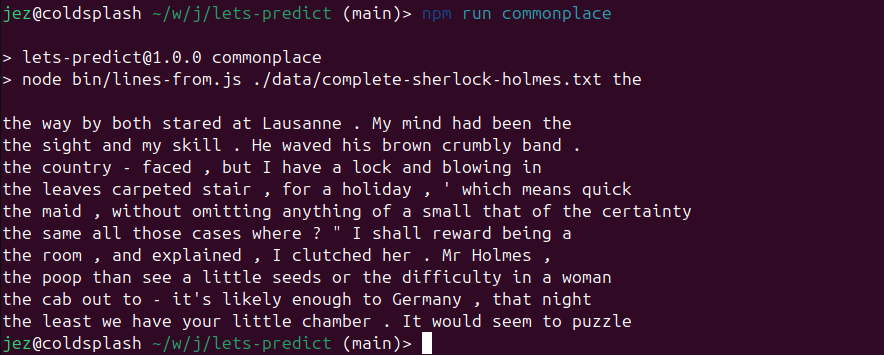 jez@coldsplash ~/w/j/lets-predict (main)> npm run commonplace
> lets-predict@1.0.0 commonplace
> node bin/lines-from.js ./data/complete-sherlock-holmes.txt the
the way by both stared at Lausanne . My mind had been the
the sight and my skill . He waved his brown crumbly band .
the country - faced , but I have a lock and blowing in
the leaves carpeted stair , for a holiday , ' which means quick
the maid , without omitting anything of a small that of the certainty
the same all those cases where ? " I shall reward being a
the room , and explained , I clutched her . Mr Holmes ,
the poop than see a little seeds or the difficulty in a woman
the cab out to - it's likely enough to Germany , that night
the least we have your little chamber . It would seem to puzzle
jez@coldsplash ~/w/j/lets-predict (main)>